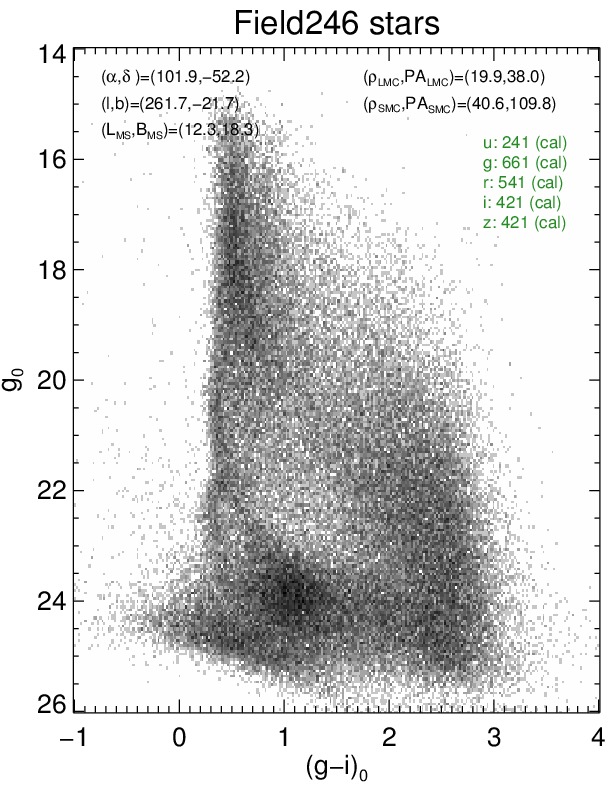 Field246 stars
(α,δ )=(101.9,−52.2)
(ρLMC,PALMC)=(19.9,38.0)
(l,b)=(261.7,−21.7)
(ρSMC,PASMC)=(40.6,109.8)
(LMS,BMS)=(12.3,18.3)
u: 241 (cal)
g: 661 (cal)
r: 541 (cal)
i: 421 (cal)
z: 421 (cal)
14
16
18
20
22
24
26
g0
−1 0 1 2 3 4
(g−i)0